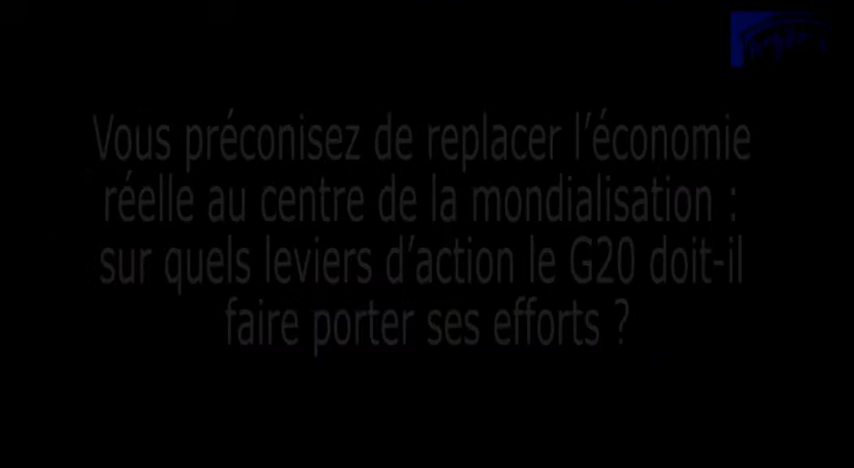 Vous préconisez de replacer l’économie
réelle au centre de la mondialisation :
sur quels leviers d’action le G20 doit-il
faire porter ses efforts ?